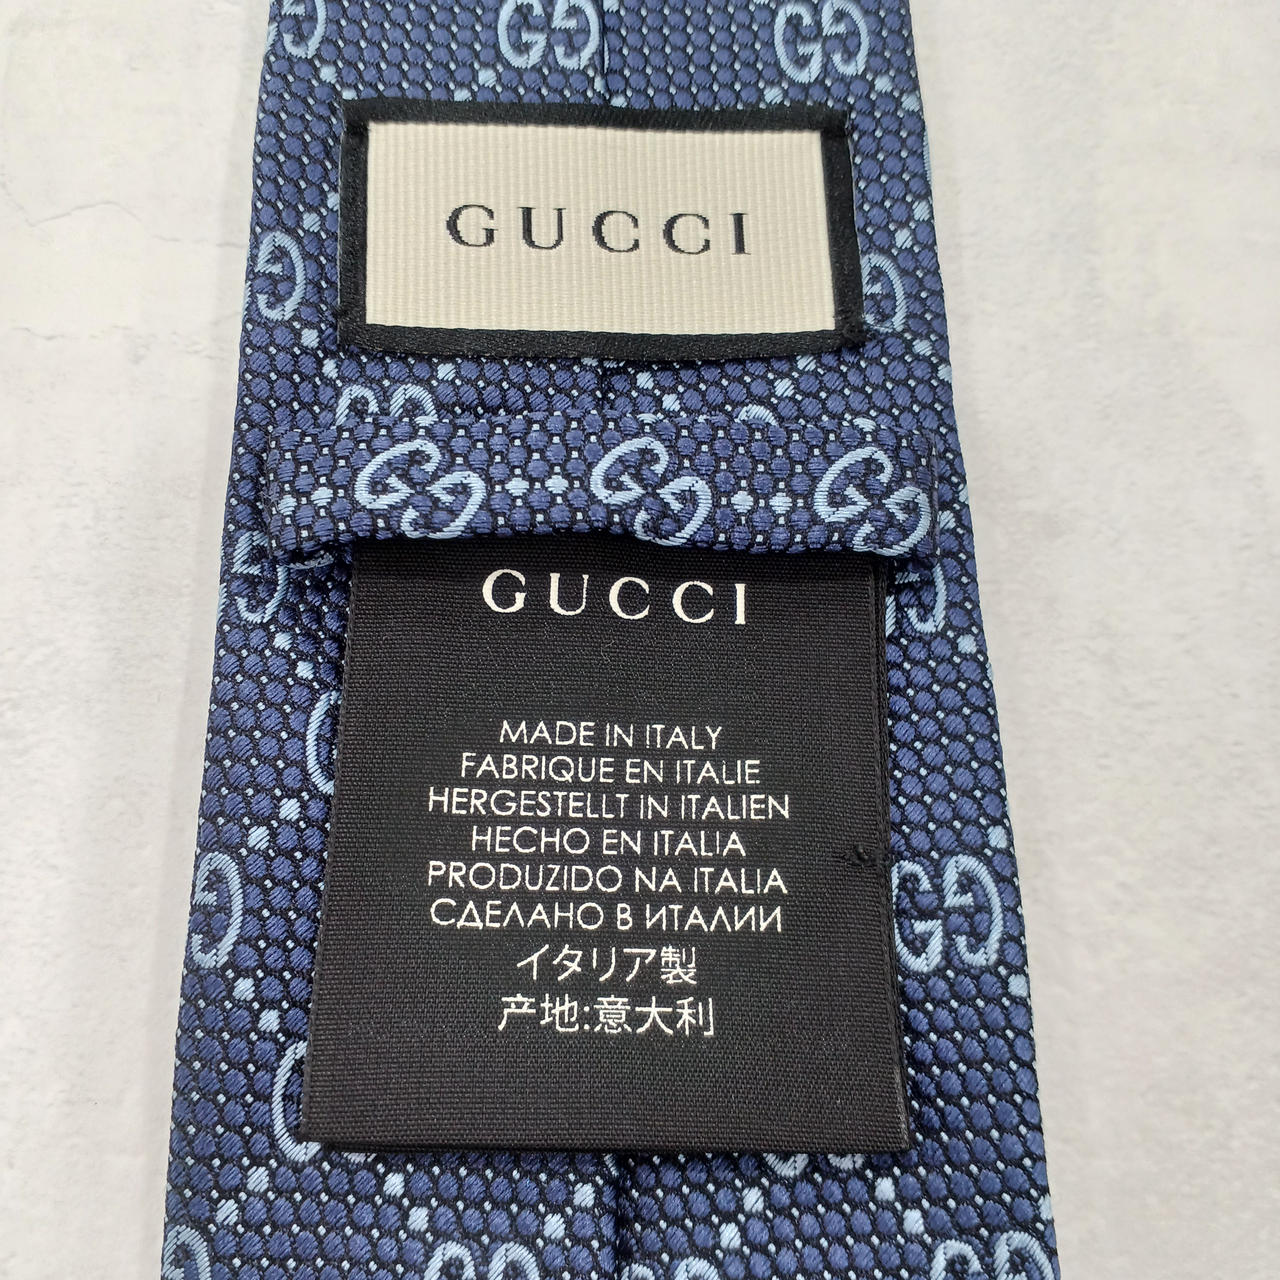 GUCCI
GUCCI
MADE IN ITALY
FABRIQUE EN ITALIE
HERGESTELLT IN ITALIEN
HECHO EN ITALIA
PRODUZIDO NA ITALIA
СДЕЛАНО В ИТАЛИИ
イタリア製
产地:意大利